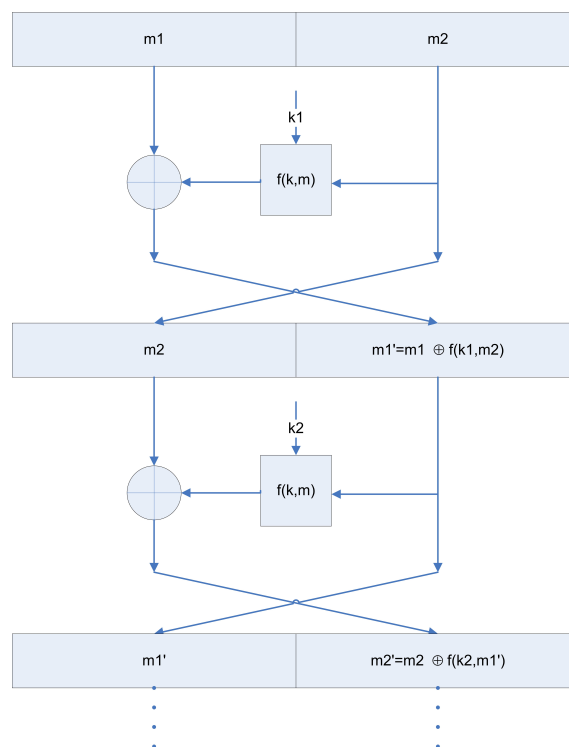 m1 m2
k1
f(k,m)
m2 m1'=m1 ⊕ f(k1,m2)
k2
f(k,m)
m1' m2'=m2 ⊕ f(k2,m1')